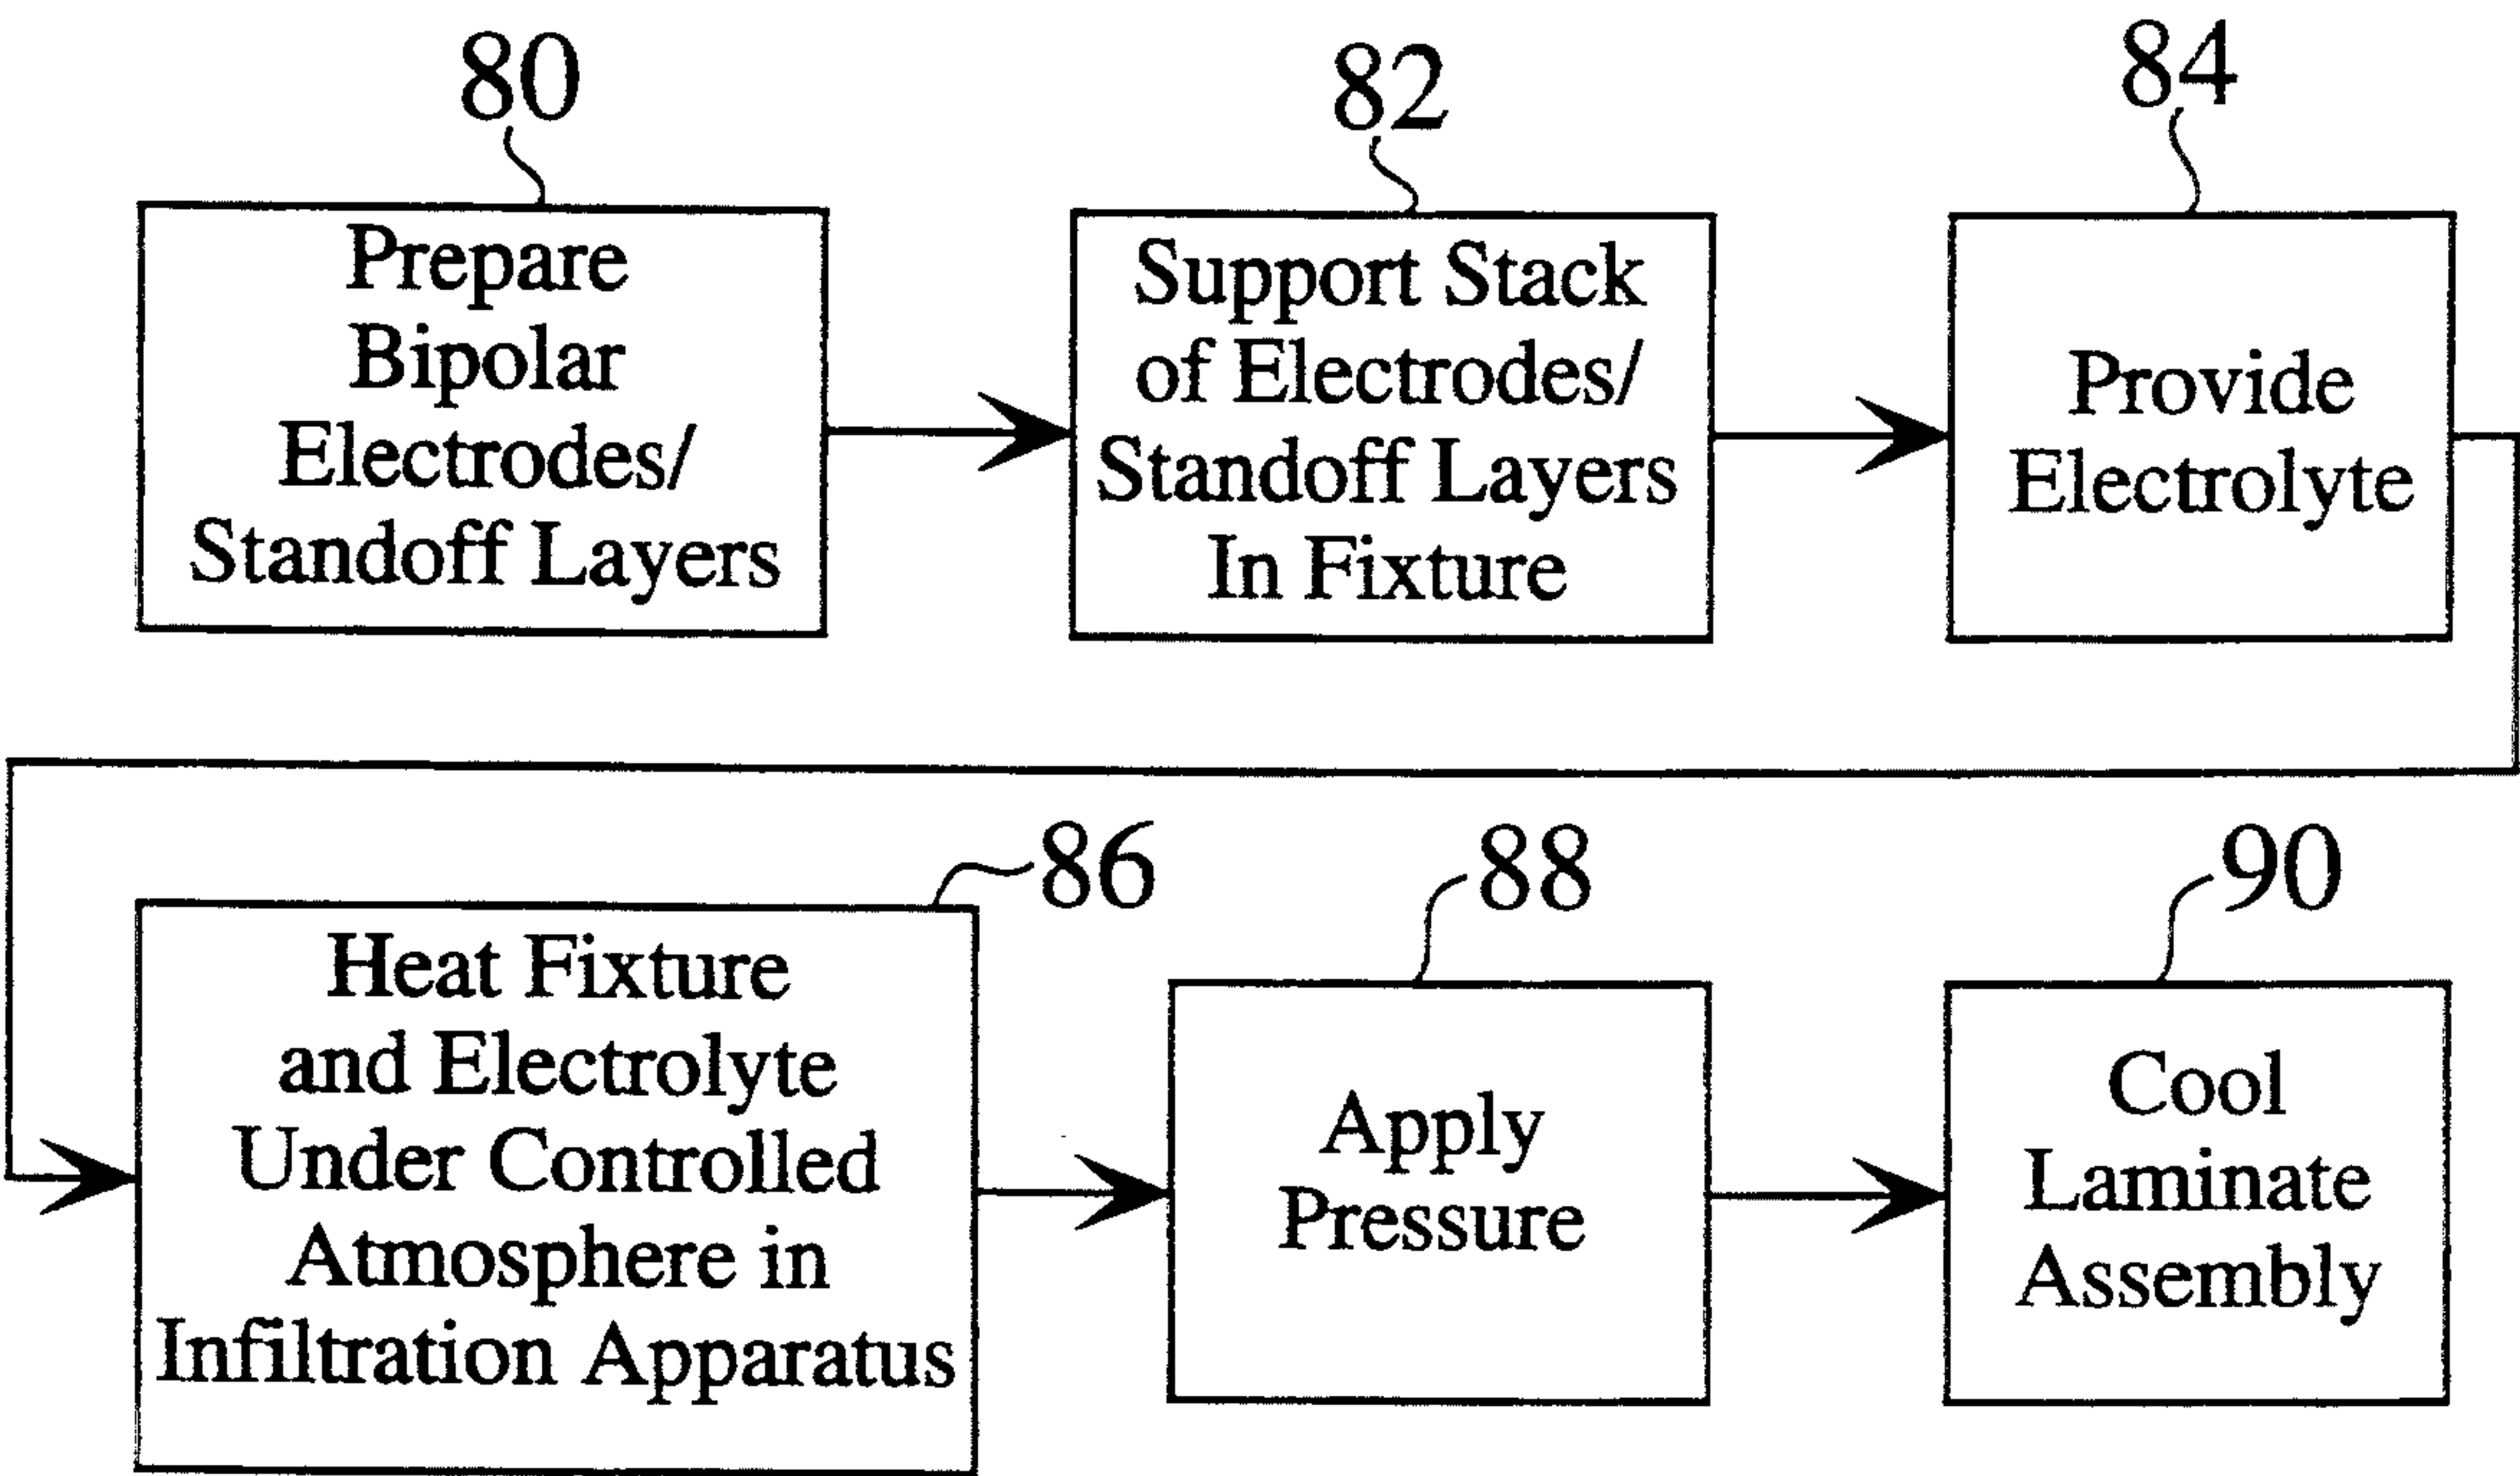 80
82
84
Prepare
Bipolar
Electrodes/
Standoff Layers
Support Stack
of Electrodes/
Standoff Layers
In Fixture
Provide
Electrolyte
86
88
90
Heat Fixture
and Electrolyte
Under Controlled
Atmosphere in
Infiltration Apparatus
Apply
Pressure
Cool
Laminate
Assembly